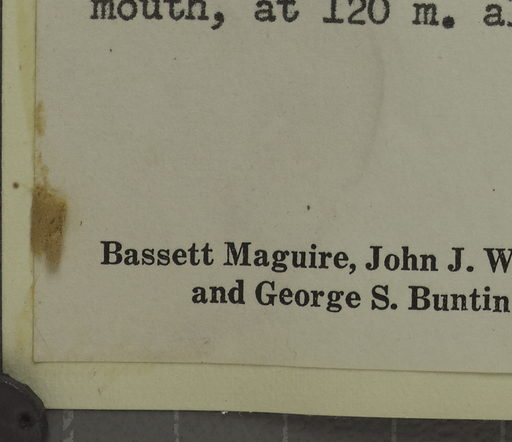 mouth, at 120 m. a
Bassett Maguire, John J. W
and George S. Buntin